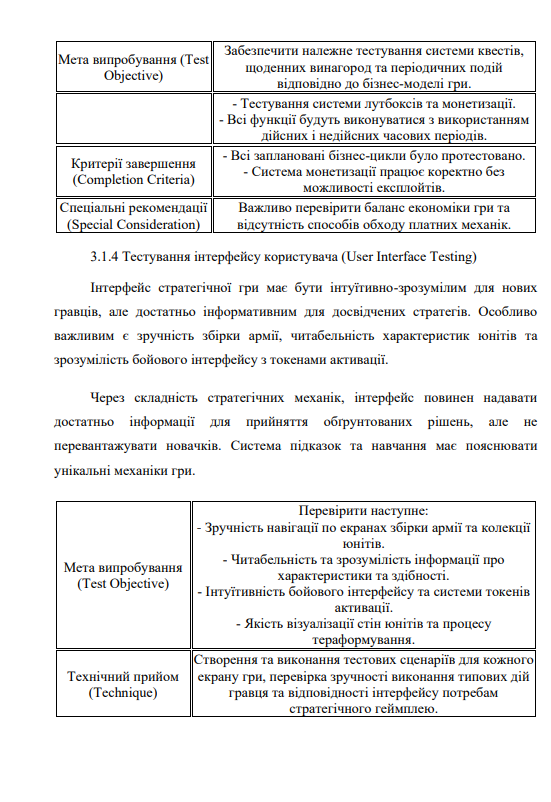 Мета випробування (Test
Objective)
Забезпечити належне тестування системи квестів,
щоденних винагород та періодичних подій
відповідно до бізнес-моделі гри.
- Тестування системи лутбоксів та монетизації.
- Всі функції будуть виконуватися з використанням
дійсних і недійсних часових періодів.
Критерії завершення
(Completion Criteria)
- Всі заплановані бізнес-цикли було протестовано.
- Система монетизації працює коректно без
можливості експлойтів.
Спеціальні рекомендації
(Special Consideration)
Важливо перевірити баланс економіки гри та
відсутність способів обходу платних механік.
3.1.4 Тестування інтерфейсу користувача (User Interface Testing)
Інтерфейс стратегічної гри має бути інтуїтивно-зрозумілим для нових
гравців, але достатньо інформативним для досвідчених стратегів. Особливо
важливим є зручність збірки армії, читабельність характеристик юнітів та
зрозумілість бойового інтерфейсу з токенами активації.
Через складність стратегічних механік, інтерфейс повинен надавати
достатньо інформації для прийняття обґрунтованих рішень, але не
перевантажувати новачків. Система підказок та навчання має пояснювати
унікальні механіки гри.
Мета випробування
(Test Objective)
Перевірити наступне:
- Зручність навігації по екранах збірки армії та колекції
юнітів.
- Читабельність та зрозумілість інформації про
характеристики та здібності.
- Інтуїтивність бойового інтерфейсу та системи токенів
активації.
- Якість візуалізації стін юнітів та процесу
тераформування.
Технічний прийом
(Technique)
Створення та виконання тестових сценаріїв для кожного
екрану гри, перевірка зручності виконання типових дій
гравця та відповідності інтерфейсу потребам
стратегічного геймплею.